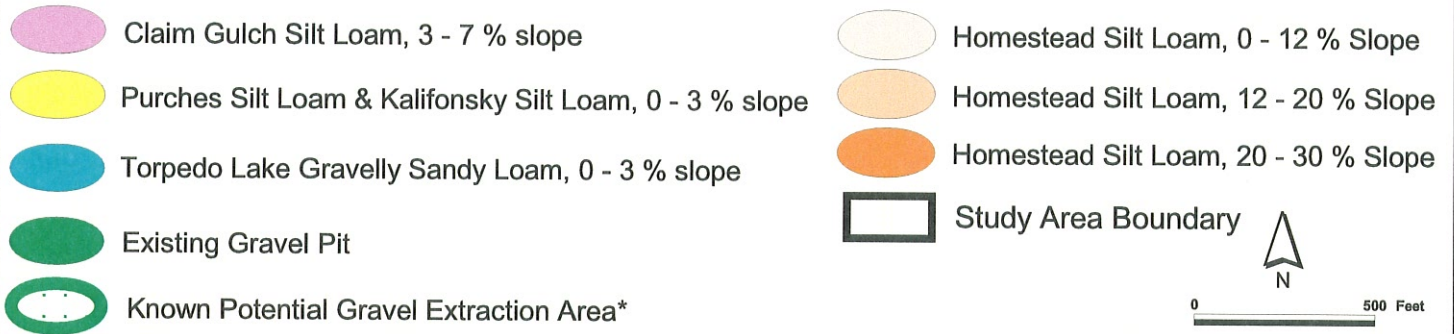 Claim Gulch Silt Loam, 3 - 7 % slope
Purches Silt Loam & Kalifonsky Silt Loam, 0 - 3 % slope
Torpedo Lake Gravelly Sandy Loam, 0 - 3 % slope
Existing Gravel Pit
Known Potential Gravel Extraction Area*
Homestead Silt Loam, 0 - 12 % Slope
Homestead Silt Loam, 12 - 20 % Slope
Homestead Silt Loam, 20 - 30 % Slope
Study Area Boundary
N
0 500 Feet